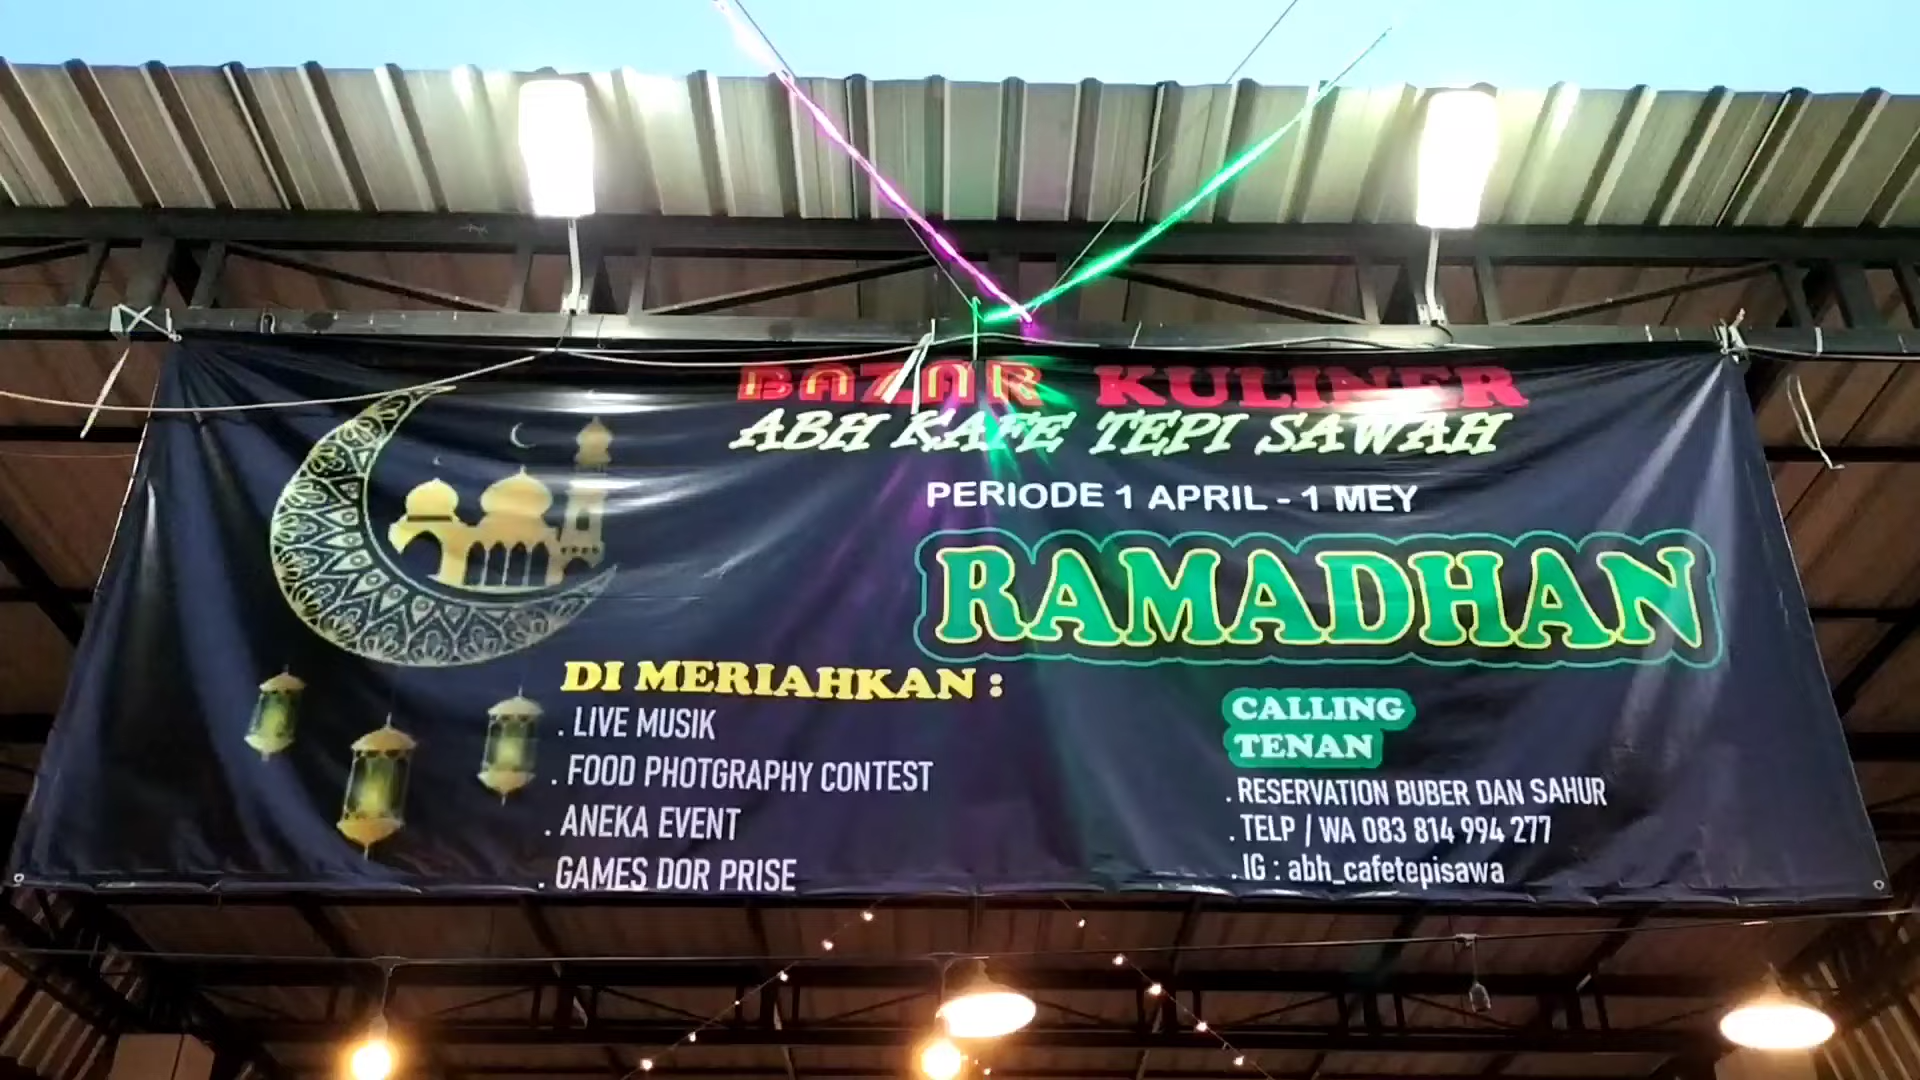 BAZAR KULINER
ABH KAFE TEPI SAWAH
PERIODE 1 APRIL - 1 MEY
RAMADHAN
DI MERIAHKAN :
. LIVE MUSIK
. FOOD PHOTGRAPHY CONTEST
. ANEKA EVENT
. GAMES DOR PRISE
CALLING
TENAN
. RESERVATION BUBER DAN SAHUR
. TELP / WA 083 814 994 277
. IG : abh_cafetepisawa